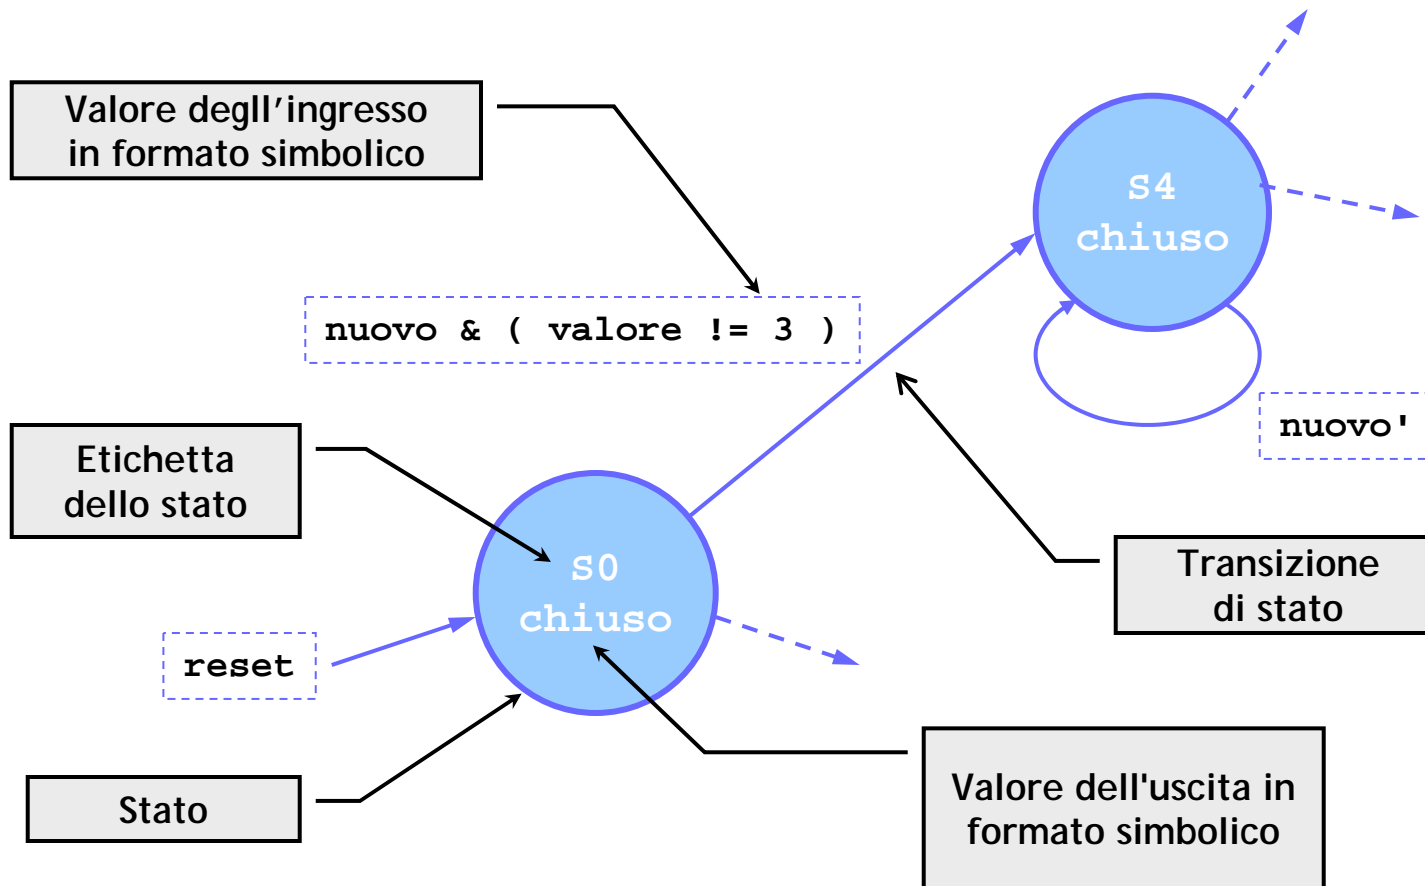 Valore degll'ingresso
in formato simbolico
S4
chiuso
nuovo & ( valore != 3 )
nuovo'
Etichetta
dello stato
S0
chiuso
Transizione
di stato
reset
Stato
Valore dell'uscita in
formato simbolico